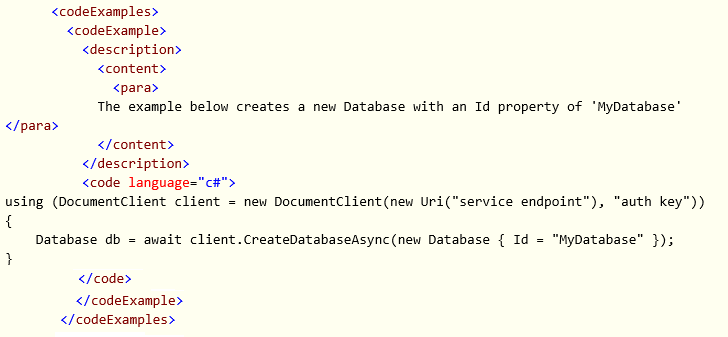 <codeExamples>
<codeExample>
<description>
<content>
<para>
The example below creates a new Database with an Id property of 'MyDatabase'
</para>
</content>
</description>
<code language="c#">
using (DocumentClient client = new DocumentClient(new Uri("service endpoint"), "auth key"))
{
    Database db = await client.CreateDatabaseAsync(new Database { Id = "MyDatabase" });
}
</code>
</codeExample>
</codeExamples>